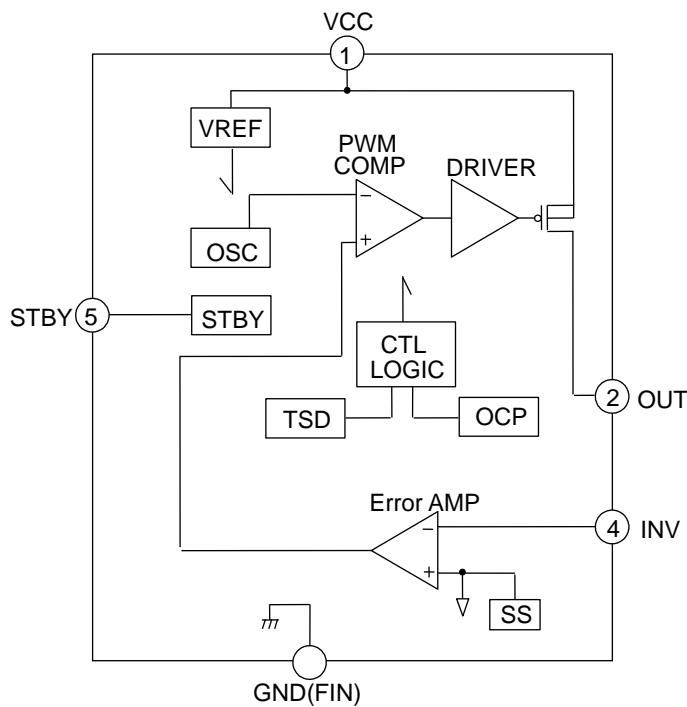 VCC
1
VREF
PWM
COMP
DRIVER
−
+
OSC
STBY
5
STBY
CTL
LOGIC
TSD
OCP
2
OUT
Error AMP
−
+
4
INV
SS
GND(FIN)